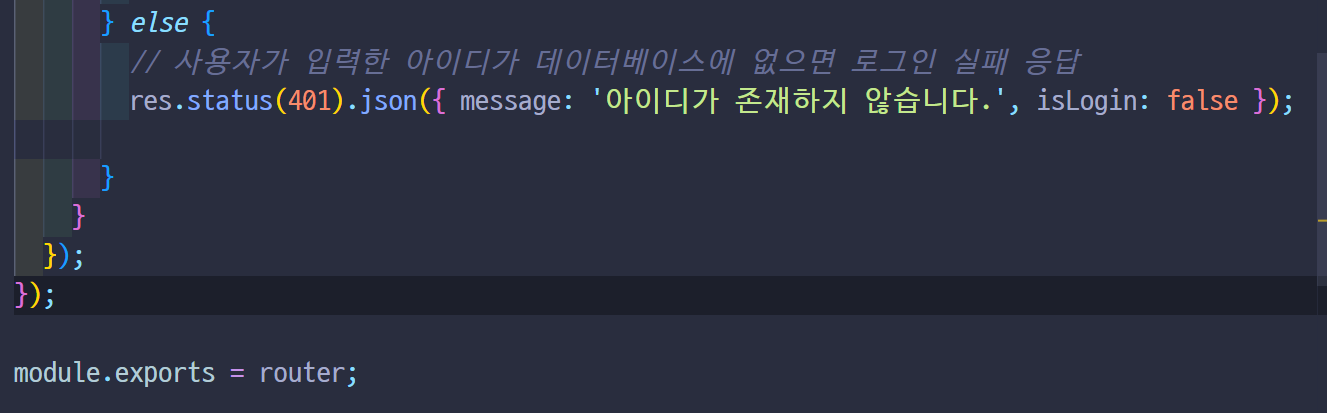 } else {
// 사용자가 입력한 아이디가 데이터베이스에 없으면 로그인 실패 응답
res.status(401).json({ message: '아이디가 존재하지 않습니다.', isLogin: false });
}
}
});
});
module.exports = router;